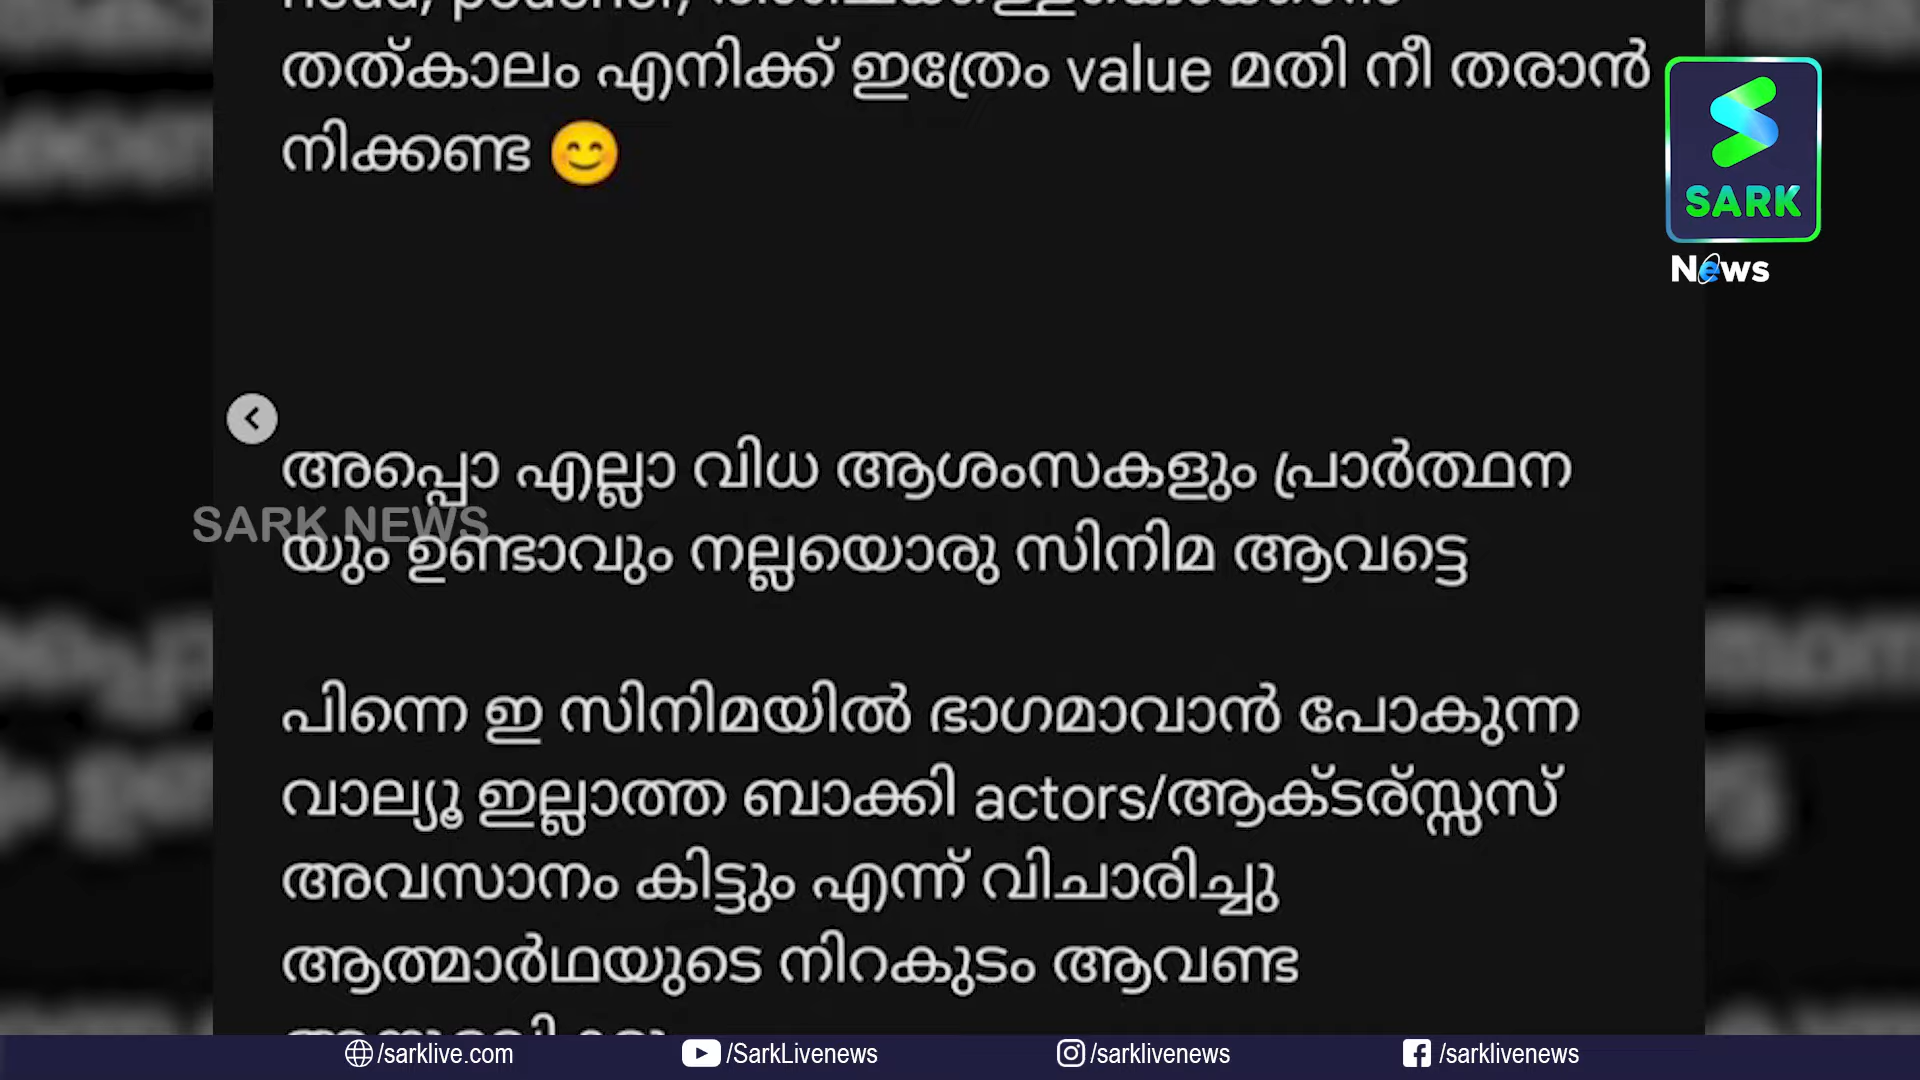 തത്കാലം എനിക്ക് ഇത്രേം value മതി നീ തരാൻ
നിക്കണ്ട 😊
SARK
News
അപ്പൊ എല്ലാ വിധ ആശംസകളും പ്രാർത്ഥന
SARK NEWS
യും ഉണ്ടാവും നല്ലയൊരു സിനിമ ആവട്ടെ
പിന്നെ ഇ സിനിമയിൽ ഭാഗമാവാൻ പോകുന്ന
വാല്യൂ ഇല്ലാത്ത ബാക്കി actors/ആക്ടര്സ്സസ്
അവസാനം കിട്ടും എന്ന് വിചാരിച്ചു
ആത്മാർഥയുടെ നിറകുടം ആവണ്ട
/sarklive.com /SarkLivenews /sarklivenews /sarklivenews